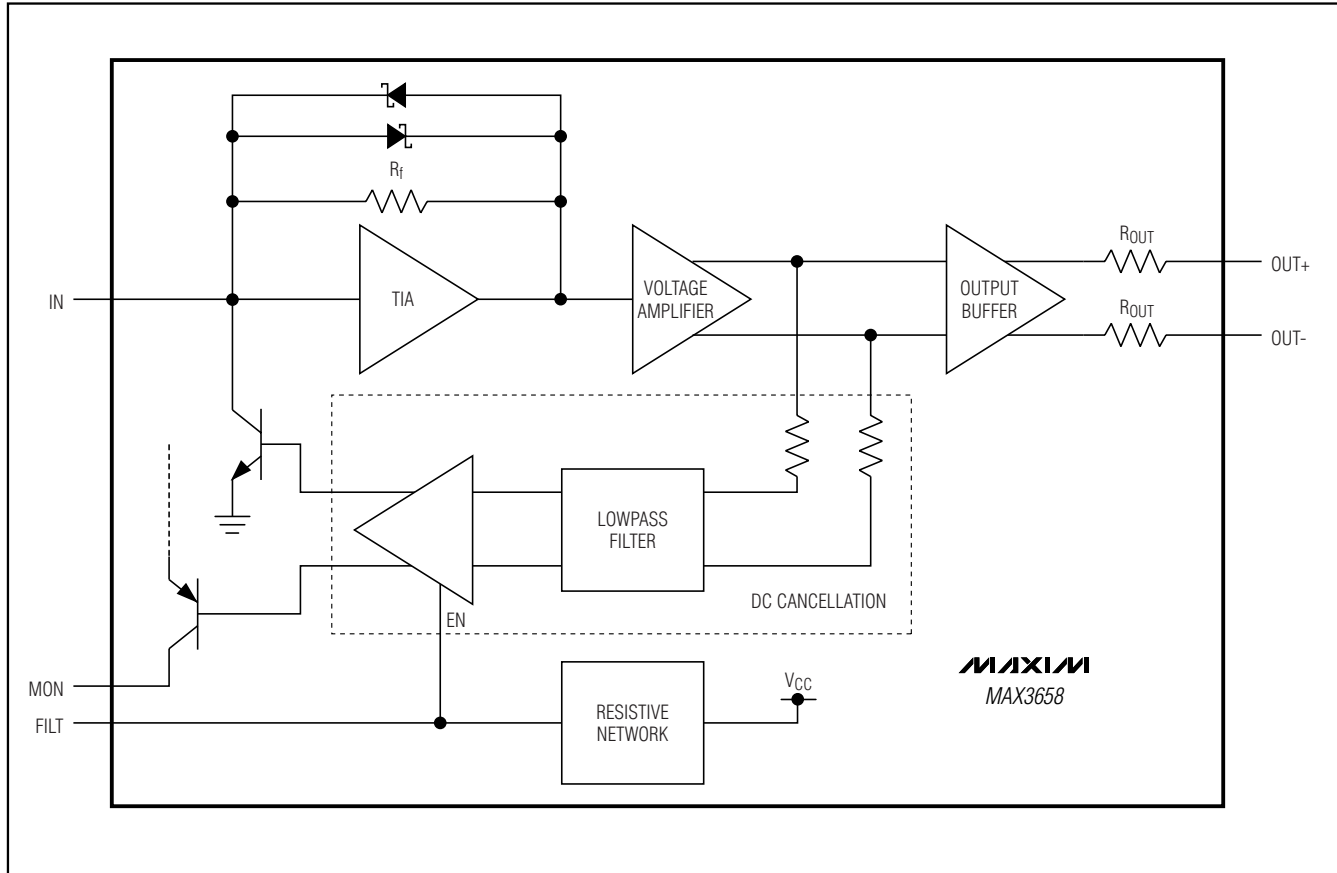 Rf
IN
TIA
VOLTAGE
AMPLIFIER
OUTPUT
BUFFER
ROUT
OUT+
ROUT
OUT-
LOWPASS
FILTER
DC CANCELLATION
EN
MON
FILT
RESISTIVE
NETWORK
VCC
MAXIM
MAX3658